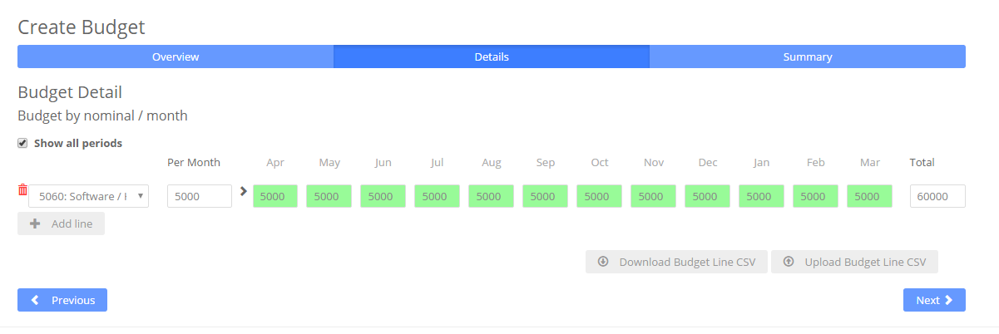 Create Budget
Overview Details Summary
Budget Detail
Budget by nominal / month
Show all periods
Per Month Apr May Jun Jul Aug Sep Oct Nov Dec Jan Feb Mar Total
5060: Software / 5000 5000 5000 5000 5000 5000 5000 5000 5000 5000 5000 5000 5000 60000
Add line
Download Budget Line CSV Upload Budget Line CSV
Previous Next